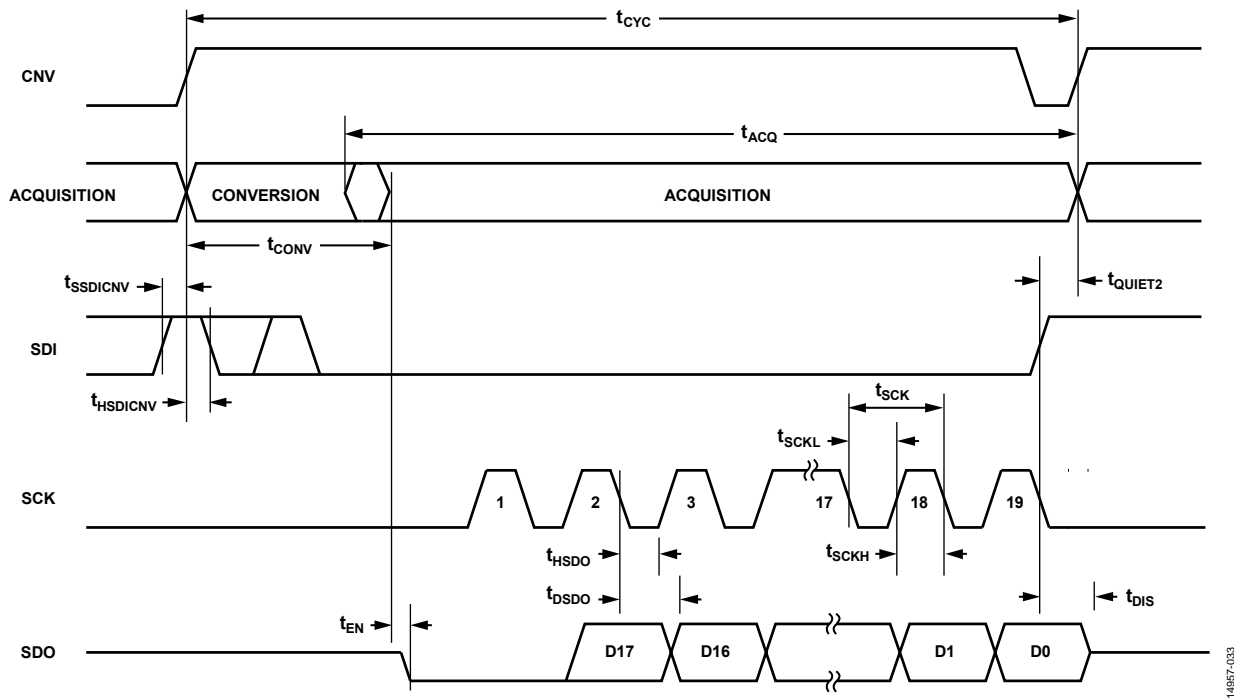 tCYC
CNV
tACQ
ACQUISITION
CONVERSION
ACQUISITION
tCONV
tSSDICNV
tQUIET2
SDI
tHSDICNV
tSCK
tSCKL
SCK
1
2
3
17
18
19
tHSDO
tSCKH
tDSDO
tDIS
tEN
SDO
D17
D16
D1
D0
14957-033